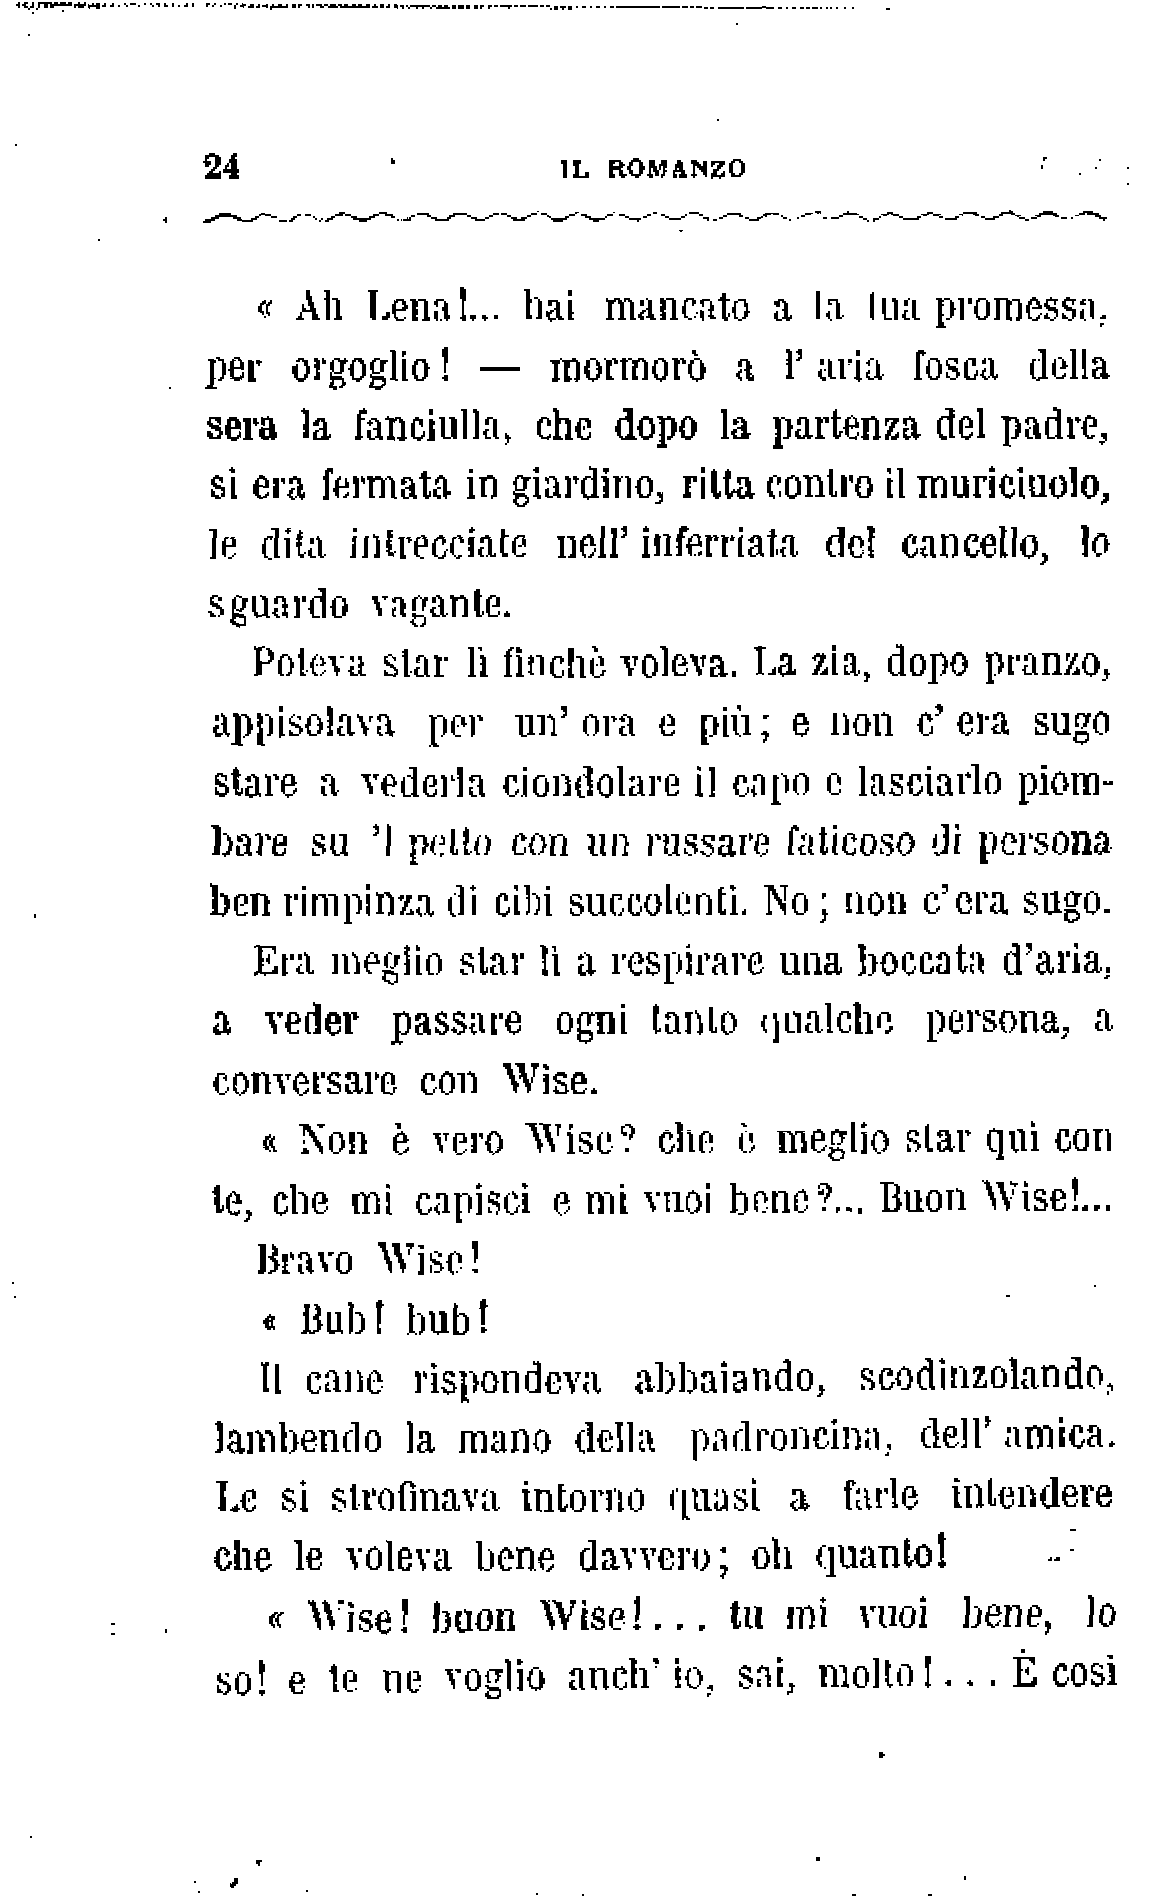 24 IL ROMANZO
« Ah Lena!... hai mancato a la tua promessa,
per orgoglio! — mormorò a l' aria fosca della
sera la fanciulla, che dopo la partenza del padre,
si era fermata in giardino, ritta contro il muriciuolo,
le dita intrecciate nell' inferriata del cancello, lo
sguardo vagante.
Poteva star lì finchè voleva. La zia, dopo pranzo,
appisolava per un' ora e più; e non c' era sugo
stare a vederla ciondolare il capo e lasciarlo piom-
bare su 'l petto con un russare faticoso di persona
ben rimpinza di cibi succolenti. No; non c'era sugo.
Era meglio star lì a respirare una boccata d'aria,
a veder passare ogni tanto qualche persona, a
conversare con Wise.
« Non è vero Wise? che è meglio star qui con
te, che mi capisci e mi vuoi bene?... Buon Wise!...
Bravo Wise!
« Bub! bub!
Il cane rispondeva abbaiando, scodinzolando,
lambendo la mano della padroncina, dell' amica.
Le si strofinava intorno quasi a farle intendere
che le voleva bene davvero; oh quanto!
« Wise! buon Wise!... tu mi vuoi bene, lo
so! e te ne voglio anch' io, sai, molto!... È così